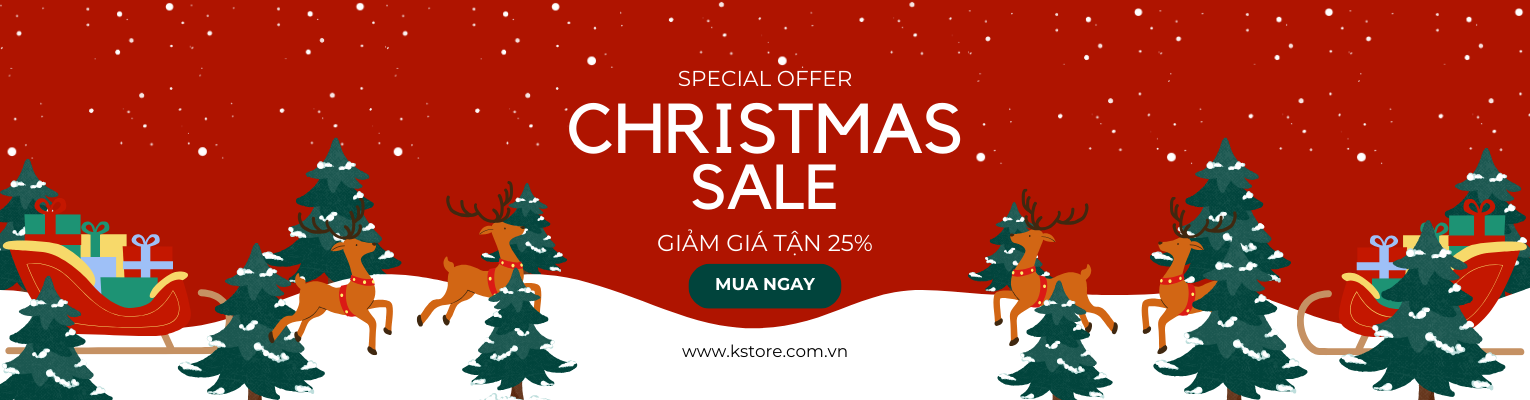 SPECIAL OFFER
CHRISTMAS
SALE
GIẢM GIÁ TẬN 25%
MUA NGAY
www.kstore.com.vn